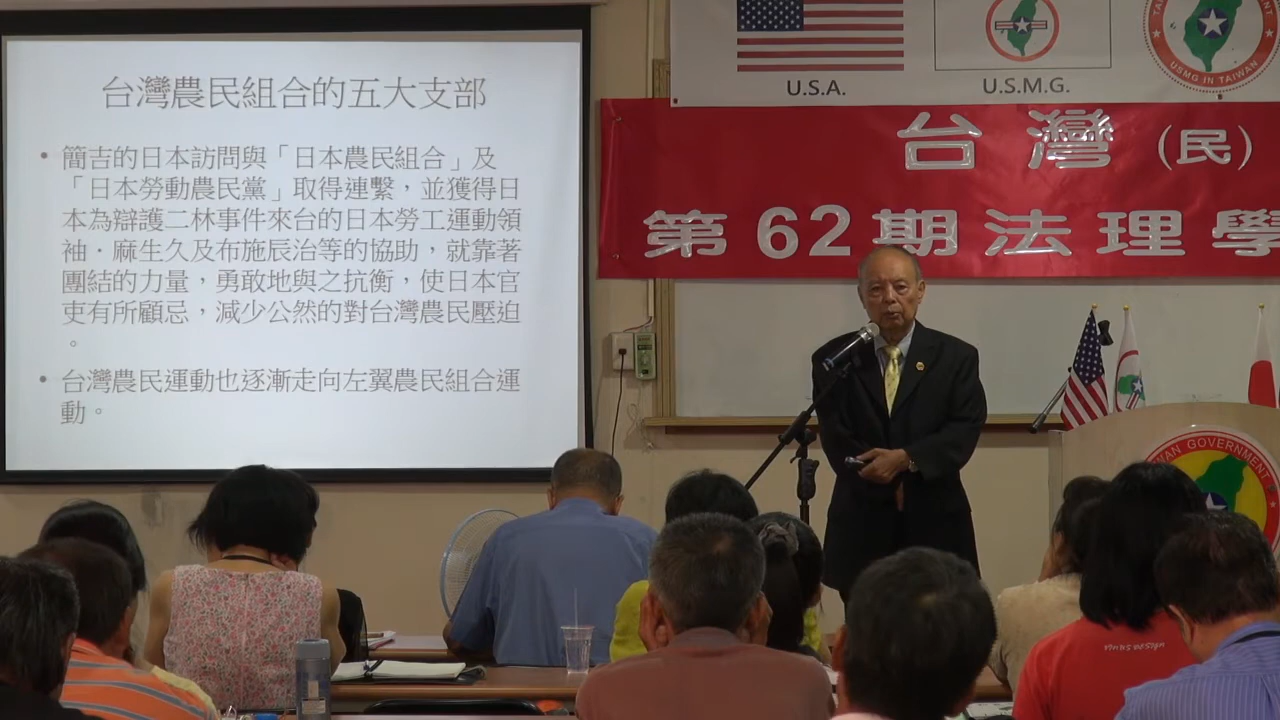 台灣農民組合的五大支部
• 簡吉的日本訪問與「日本農民組合」及
「日本勞動農民黨」取得連繫，並獲得日
本為辯護二林事件來台的日本勞工運動領
袖．麻生久及布施辰治等的協助，就靠著
團結的力量，勇敢地與之抗衡，使日本官
吏有所顧忌，減少公然的對台灣農民壓迫
。
• 台灣農民運動也逐漸走向左翼農民組合運
動。
U.S.A.
U.S.M.G.
USMG IN TAIWAN
台灣(民)
第62期法理學
TAIWAN GOVERNMENT